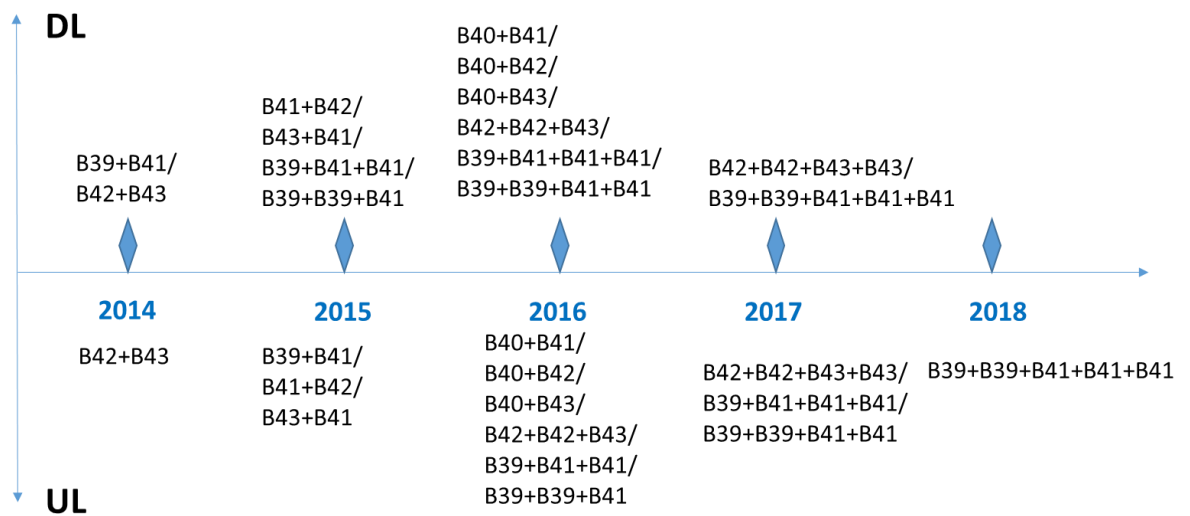 DL
B39+B41/
B42+B43
B41+B42/
B43+B41/
B39+B41+B41/
B39+B39+B41
B40+B41/
B40+B42/
B40+B43/
B42+B42+B43/
B39+B41+B41+B41/
B39+B39+B41+B41
B42+B42+B43+B43/
B39+B39+B41+B41+B41
2014
2015
2016
2017
2018
B42+B43
B39+B41/
B41+B42/
B43+B41
B40+B41/
B40+B42/
B40+B43/
B42+B42+B43/
B39+B41+B41/
B39+B39+B41
B42+B42+B43+B43/
B39+B41+B41+B41/
B39+B39+B41+B41
B39+B39+B41+B41+B41
UL